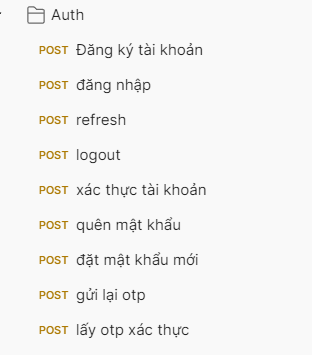 Auth
POST Đăng ký tài khoản
POST đăng nhập
POST refresh
POST logout
POST xác thực tài khoản
POST quên mật khẩu
POST đặt mật khẩu mới
POST gửi lại otp
POST lấy otp xác thực